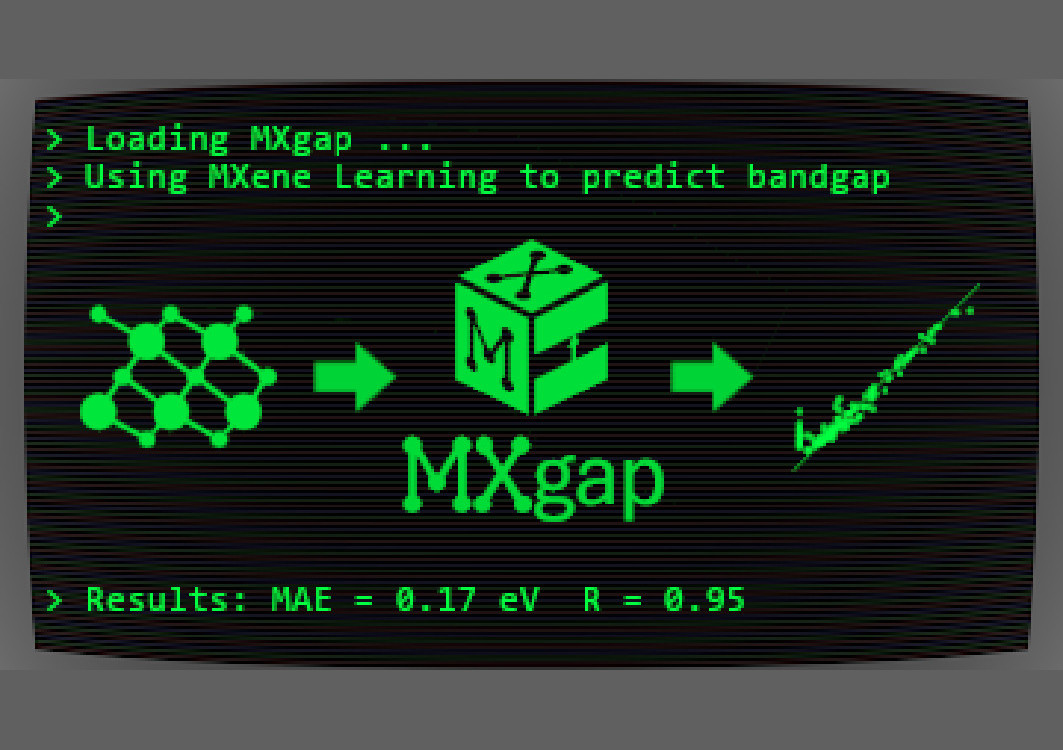 > Loading MXgap ...
> Using MXene Learning to predict bandgap
>
X
M
MXgap
> Results: MAE = 0.17 eV R = 0.95